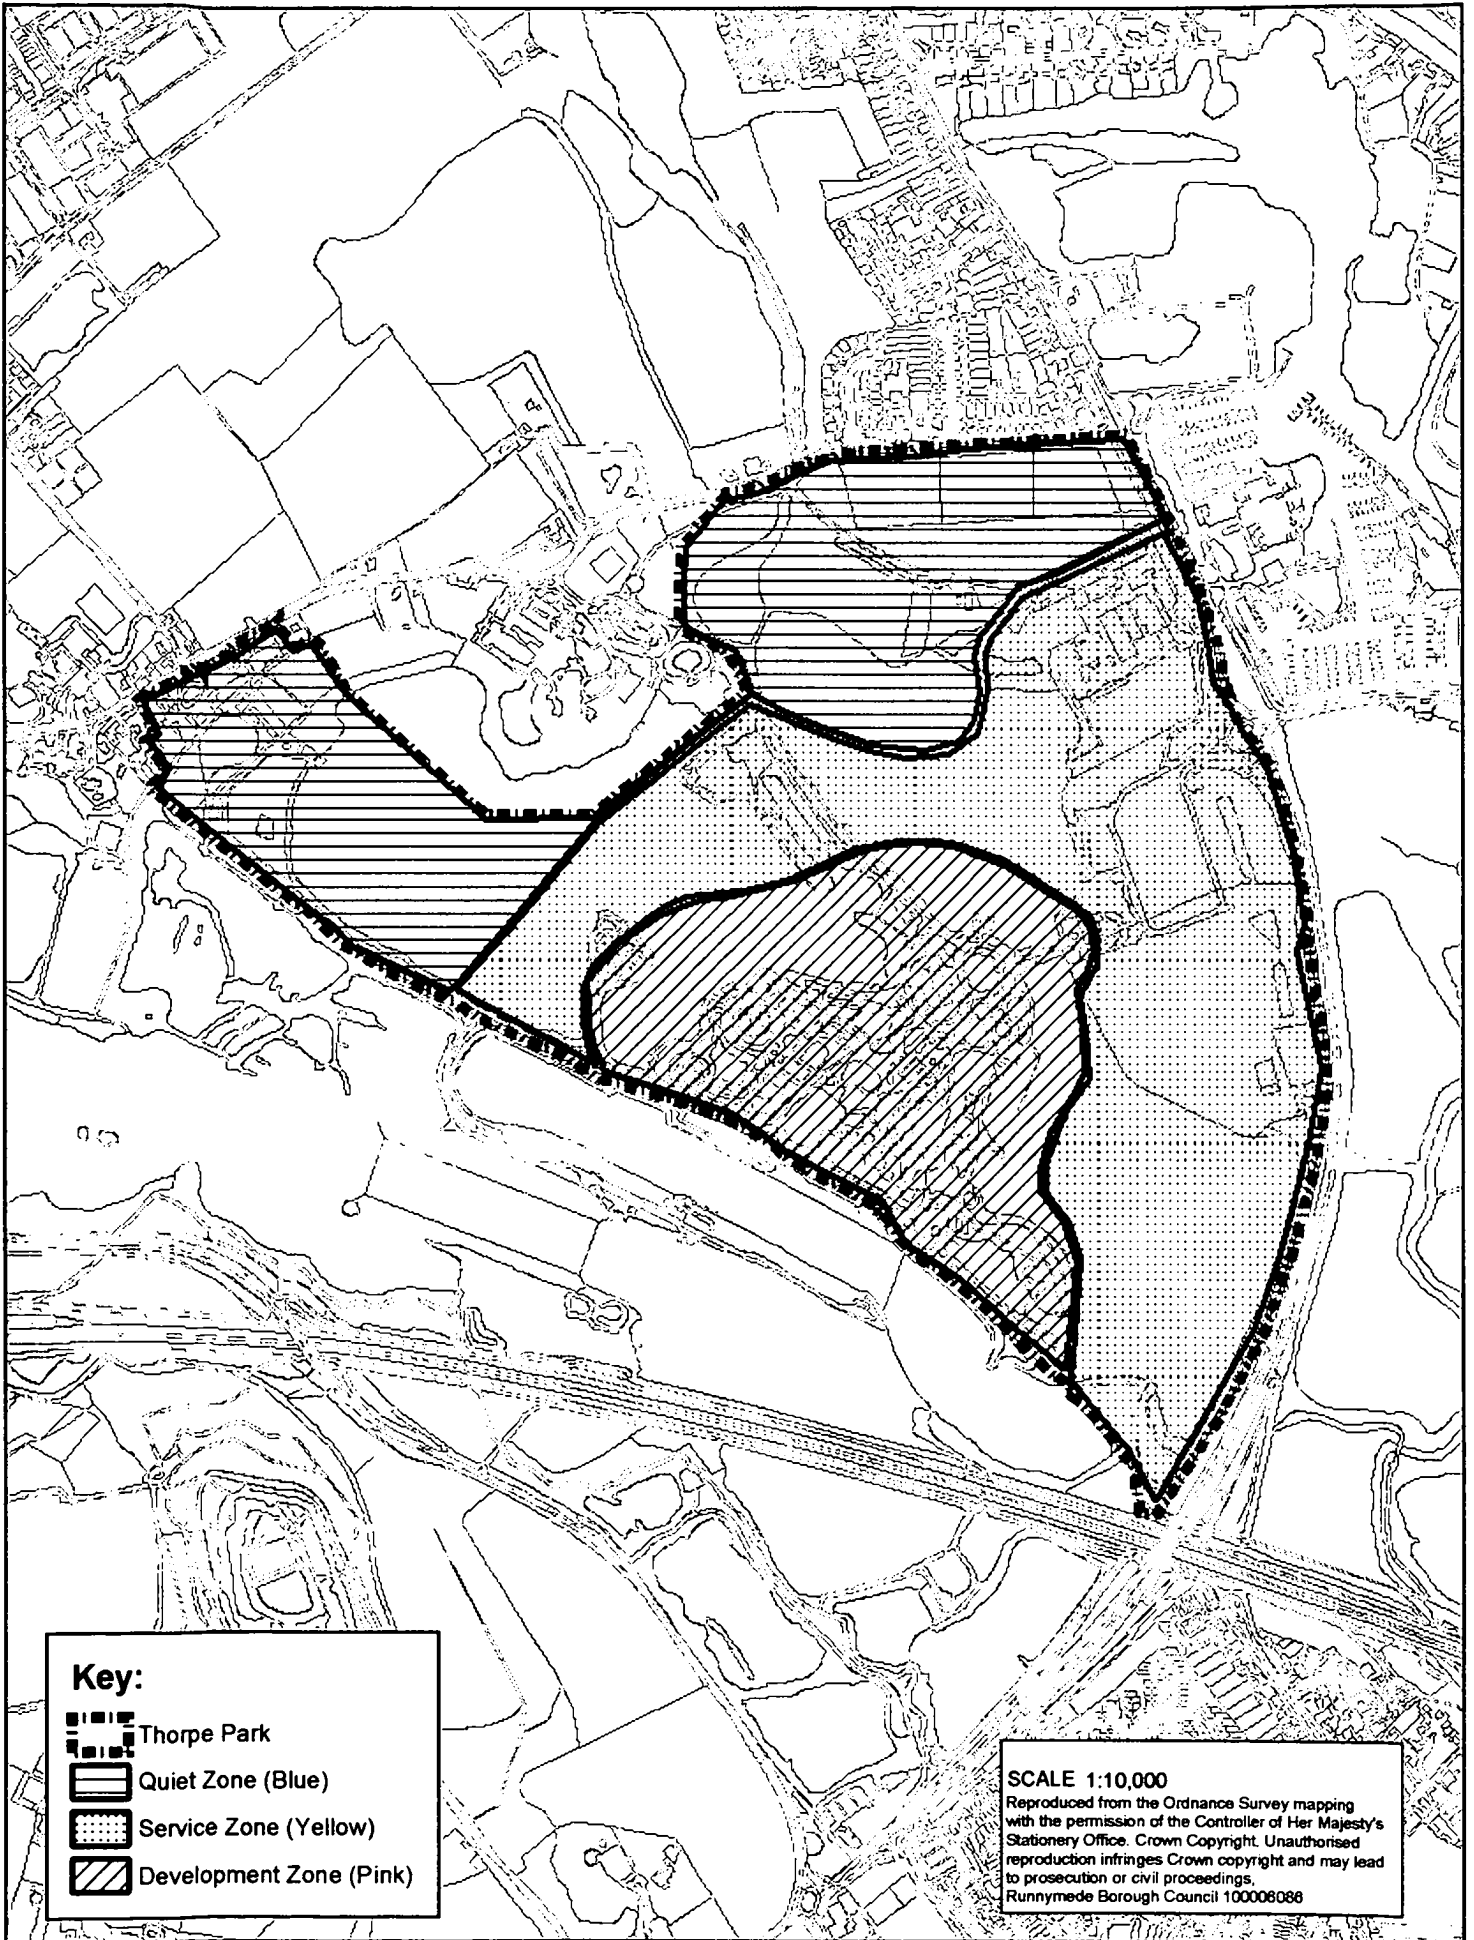 Key:
Thorpe Park
Quiet Zone (Blue)
Service Zone (Yellow)
Development Zone (Pink)
SCALE 1:10,000
Reproduced from the Ordnance Survey mapping
with the permission of the Controller of Her Majesty's
Stationery Office. Crown Copyright. Unauthorised
reproduction infringes Crown copyright and may lead
to prosecution or civil proceedings,
Runnymede Borough Council 100006086